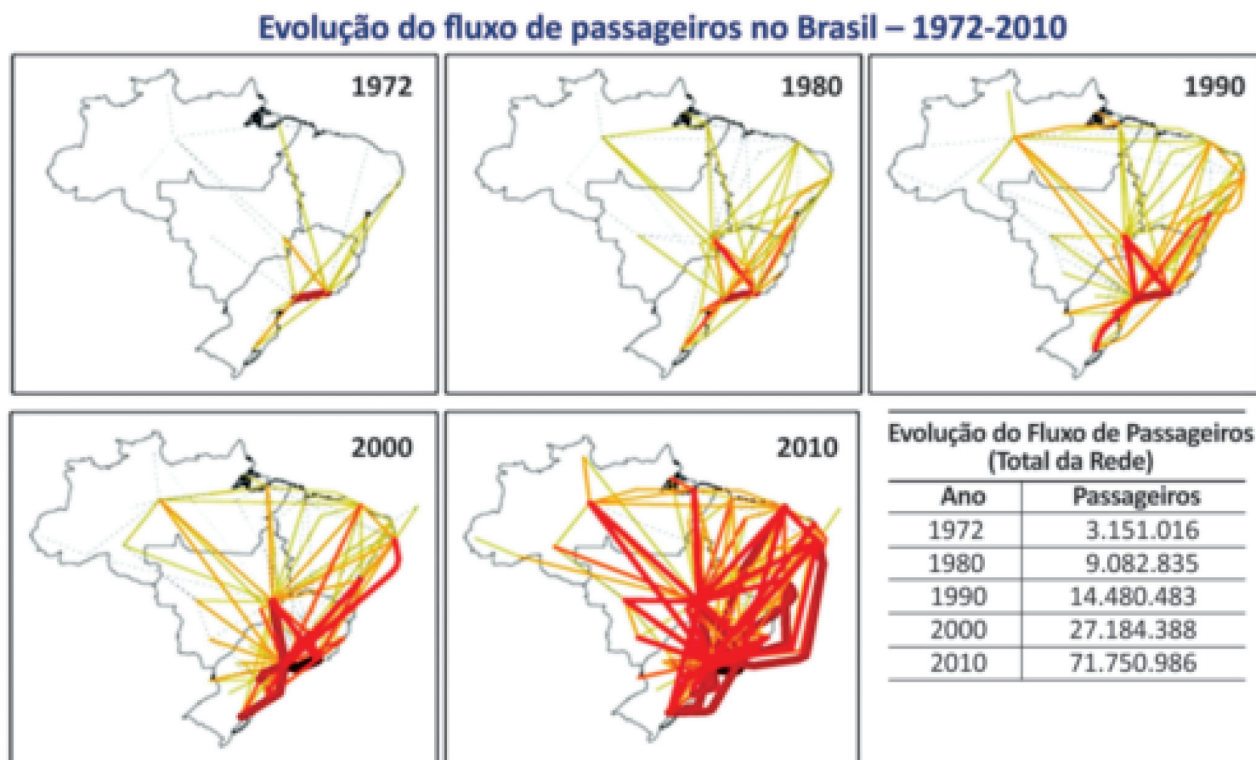 Evolução do fluxo de passageiros no Brasil – 1972-2010
1972
1980
1990
2000
2010
Evolução do Fluxo de Passageiros
(Total da Rede)
Ano Passageiros
1972 3.151.016
1980 9.082.835
1990 14.480.483
2000 27.184.388
2010 71.750.986